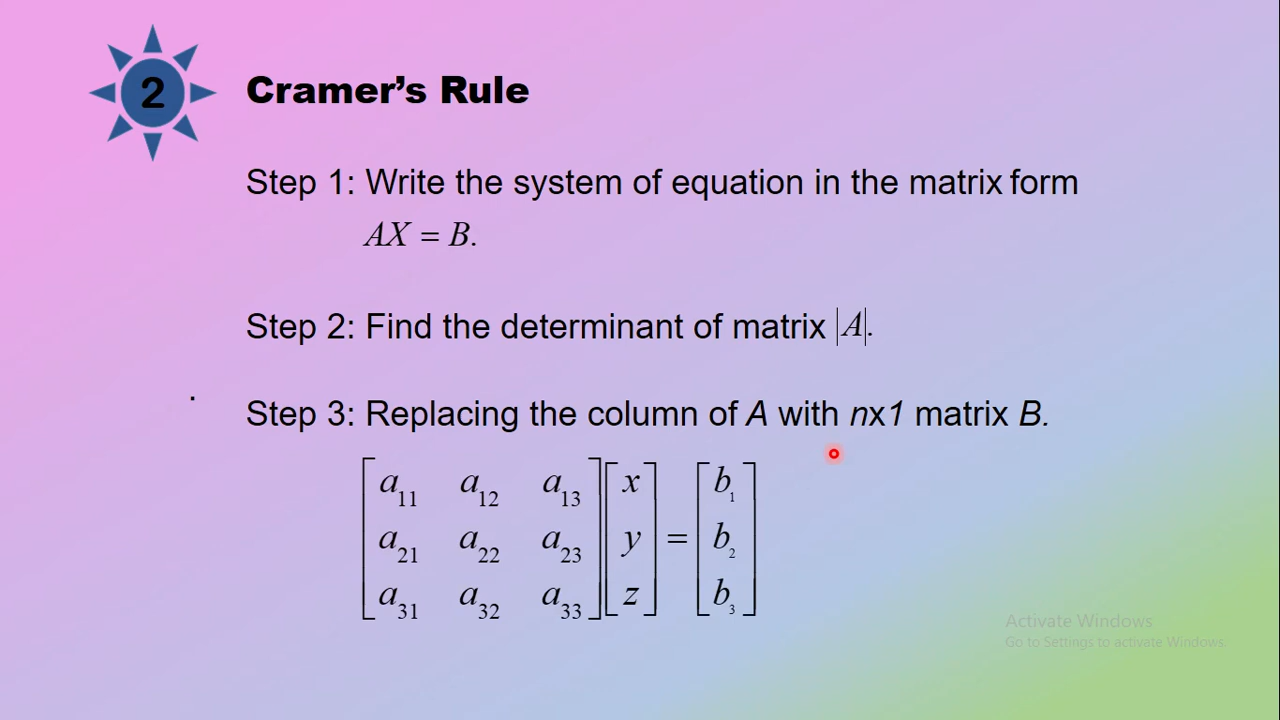 2
Cramer’s Rule
Step 1: Write the system of equation in the matrix form
AX = B.
Step 2: Find the determinant of matrix |A|.
Step 3: Replacing the column of A with nx1 matrix B.
[a₁₁ a₁₂ a₁₃] [x] = [b₁]
[a₂₁ a₂₂ a₂₃] [y] = [b₂]
[a₃₁ a₃₂ a₃₃] [z] = [b₃]
Activate Windows
Go to Settings to activate Windows.